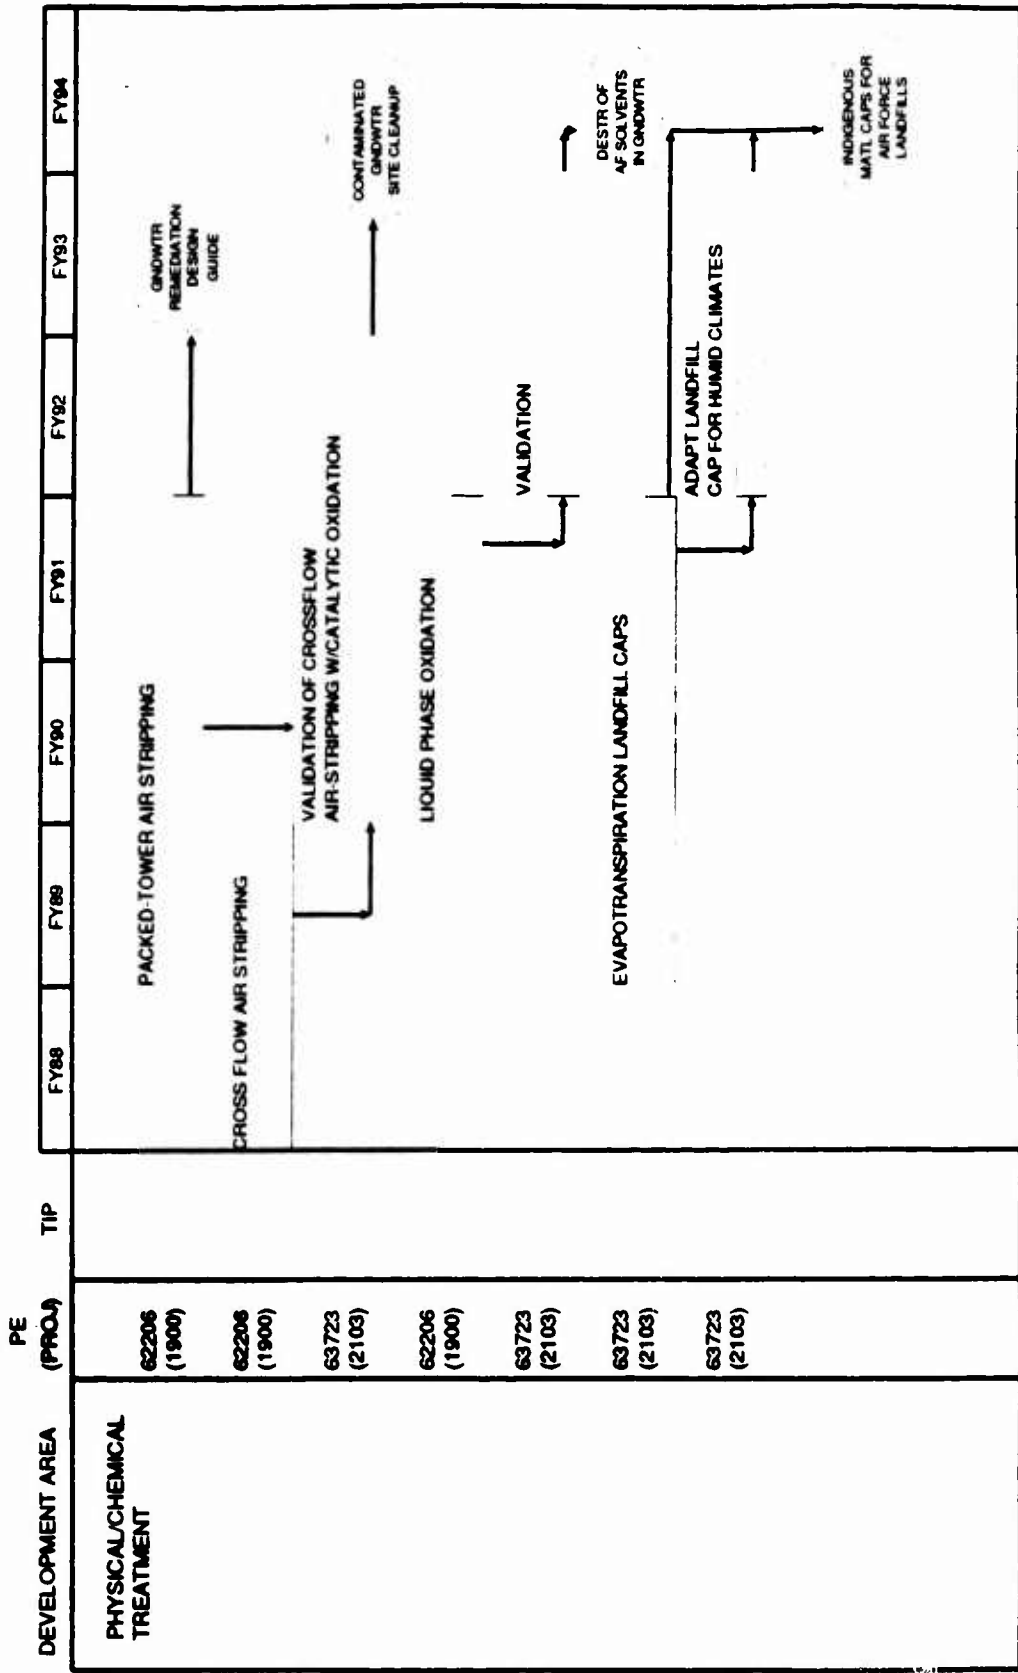 DEVELOPMENT AREA
PE
(PROJ)
TIP
FY88
FY89
FY90
FY91
FY92
FY93
FY94
PHYSICAL/CHEMICAL
TREATMENT
62206
(1900)
PACKED-TOWER AIR STRIPPING
GNDWTR
REMEDIATION
DESIGN
GUIDE
62206
(1900)
CROSS FLOW AIR STRIPPING
63723
(2103)
VALIDATION OF CROSSFLOW
AIR-STRIPPING W/CATALYTIC OXIDATION
CONTAMINATED
GNDWTR
SITE CLEANUP
62206
(1900)
LIQUID PHASE OXIDATION
63723
(2103)
VALIDATION
DESTR OF
AF SOLVENTS
IN GNDWTR
63723
(2103)
EVAPOTRANSPIRATION LANDFILL CAPS
63723
(2103)
ADAPT LANDFILL
CAP FOR HUMID CLIMATES
INDIGENOUS
MATL CAPS FOR
AIR FORCE
LANDFILLS